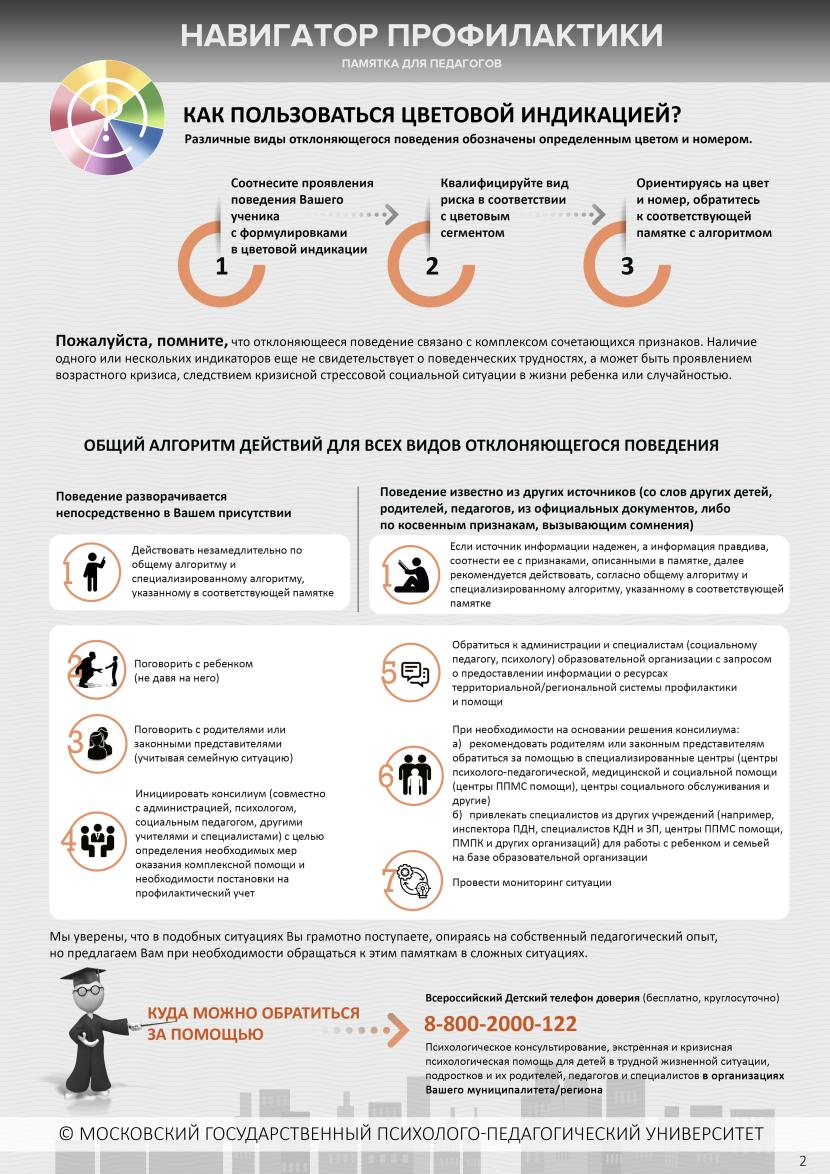 НАВИГАТОР ПРОФИЛАКТИКИ
ПАМЯТКА ДЛЯ ПЕДАГОГОВ
?
КАК ПОЛЬЗОВАТЬСЯ ЦВЕТОВОЙ ИНДИКАЦИЕЙ?
Различные виды отклоняющегося поведения обозначены определенным цветом и номером.
Соотнесите проявления
поведения Вашего
ученика
с формулировками
в цветовой индикации
1
Квалифицируйте вид
риска в соответствии
с цветовым
сегментом
2
Ориентируясь на цвет
и номер, обратитесь
к соответствующей
памятке с алгоритмом
3
Пожалуйста, помните, что отклоняющееся поведение связано с комплексом сочетающихся признаков. Наличие
одного или нескольких индикаторов еще не свидетельствует о поведенческих трудностях, а может быть проявлением
возрастного кризиса, следствием кризисной стрессовой социальной ситуации в жизни ребенка или случайностью.
ОБЩИЙ АЛГОРИТМ ДЕЙСТВИЙ ДЛЯ ВСЕХ ВИДОВ ОТКЛОНЯЮЩЕГОСЯ ПОВЕДЕНИЯ
Поведение разворачивается
непосредственно в Вашем присутствии
1
Действовать незамедлительно по
общему алгоритму и
специализированному алгоритму,
указанному в соответствующей памятке
Поведение известно из других источников (со слов других детей,
родителей, педагогов, из официальных документов, либо
по косвенным признакам, вызывающим сомнения)
1
Если источник информации надежен, а информация правдива,
соотнести ее с признаками, описанными в памятке, далее
рекомендуется действовать, согласно общему алгоритму и
специализированному алгоритму, указанному в соответствующей
памятке
2
Поговорить с ребенком
(не давя на него)
3
Поговорить с родителями или
законными представителями
(учитывая семейную ситуацию)
4
Инициировать консилиум (совместно
с администрацией, психологом,
социальным педагогом, другими
учителями и специалистами) с целью
определения необходимых мер
оказания комплексной помощи и
необходимости постановки на
профилактический учет
5
Обратиться к администрации и специалистам (социальному
педагогу, психологу) образовательной организации с запросом
о предоставлении информации о ресурсах
территориальной/региональной системы профилактики
и помощи
6
При необходимости на основании решения консилиума:
а) рекомендовать родителям или законным представителям
обратиться за помощью в специализированные центры (центры
психолого-педагогической, медицинской и социальной помощи
(центры ППМС помощи), центры социального обслуживания и
другие)
б) привлекать специалистов из других учреждений (например,
инспектора ПДН, специалистов КДН и ЗП, центры ППМС помощи,
ПМПК и других организаций) для работы с ребенком и семьей
на базе образовательной организации
7
Провести мониторинг ситуации
Мы уверены, что в подобных ситуациях Вы грамотно поступаете, опираясь на собственный педагогический опыт,
но предлагаем Вам при необходимости обращаться к этим памяткам в сложных ситуациях.
КУДА МОЖНО ОБРАТИТЬСЯ
ЗА ПОМОЩЬЮ
Всероссийский Детский телефон доверия (бесплатно, круглосуточно)
8-800-2000-122
Психологическое консультирование, экстренная и кризисная
психологическая помощь для детей в трудной жизненной ситуации,
подростков и их родителей, педагогов и специалистов в организациях
Вашего муниципалитета/региона
© МОСКОВСКИЙ ГОСУДАРСТВЕННЫЙ ПСИХОЛОГО-ПЕДАГОГИЧЕСКИЙ УНИВЕРСИТЕТ
2